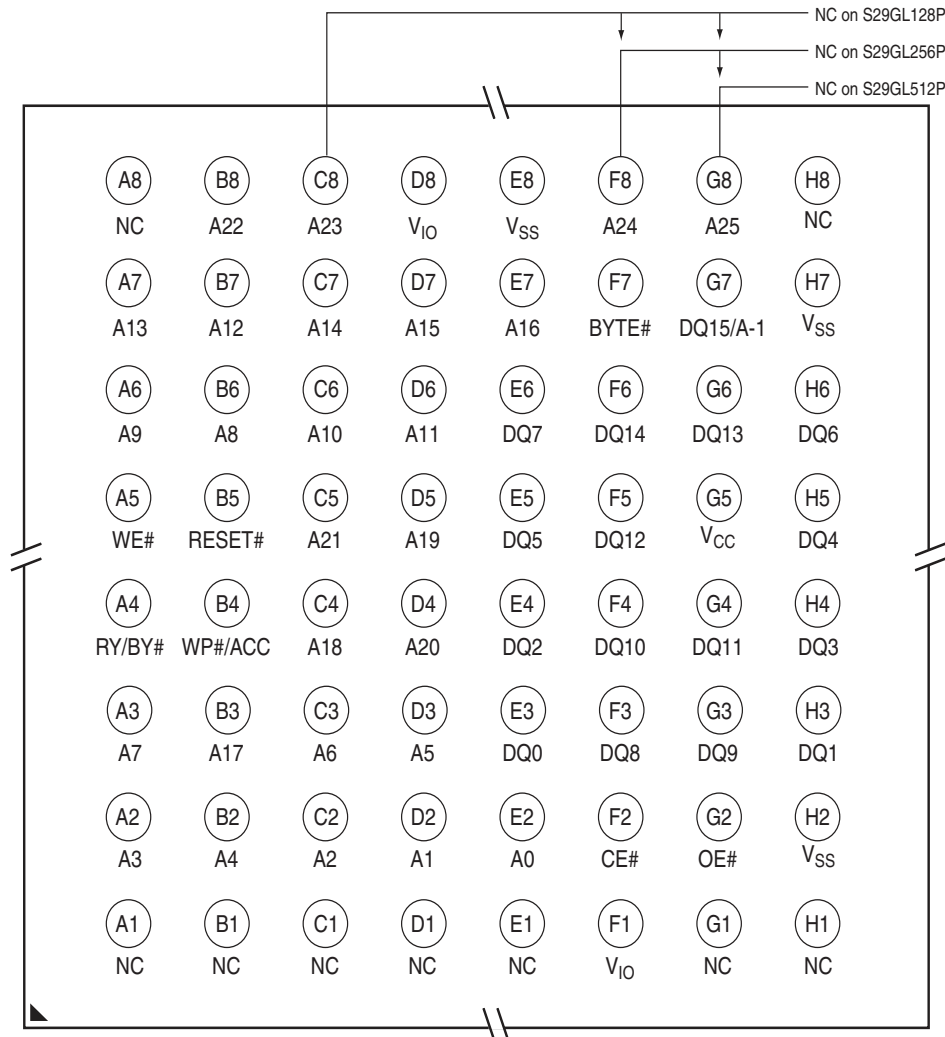 NC on S29GL128P
NC on S29GL256P
NC on S29GL512P
A8 B8 C8 D8 E8 F8 G8 H8
NC A22 A23 VIO VSS A24 A25 NC
A7 B7 C7 D7 E7 F7 G7 H7
A13 A12 A14 A15 A16 BYTE# DQ15/A-1 VSS
A6 B6 C6 D6 E6 F6 G6 H6
A9 A8 A10 A11 DQ7 DQ14 DQ13 DQ6
A5 B5 C5 D5 E5 F5 G5 H5
WE# RESET# A21 A19 DQ5 DQ12 VCC DQ4
A4 B4 C4 D4 E4 F4 G4 H4
RY/BY# WP#/ACC A18 A20 DQ2 DQ10 DQ11 DQ3
A3 B3 C3 D3 E3 F3 G3 H3
A7 A17 A6 A5 DQ0 DQ8 DQ9 DQ1
A2 B2 C2 D2 E2 F2 G2 H2
A3 A4 A2 A1 A0 CE# OE# VSS
A1 B1 C1 D1 E1 F1 G1 H1
NC NC NC NC NC VIO NC NC